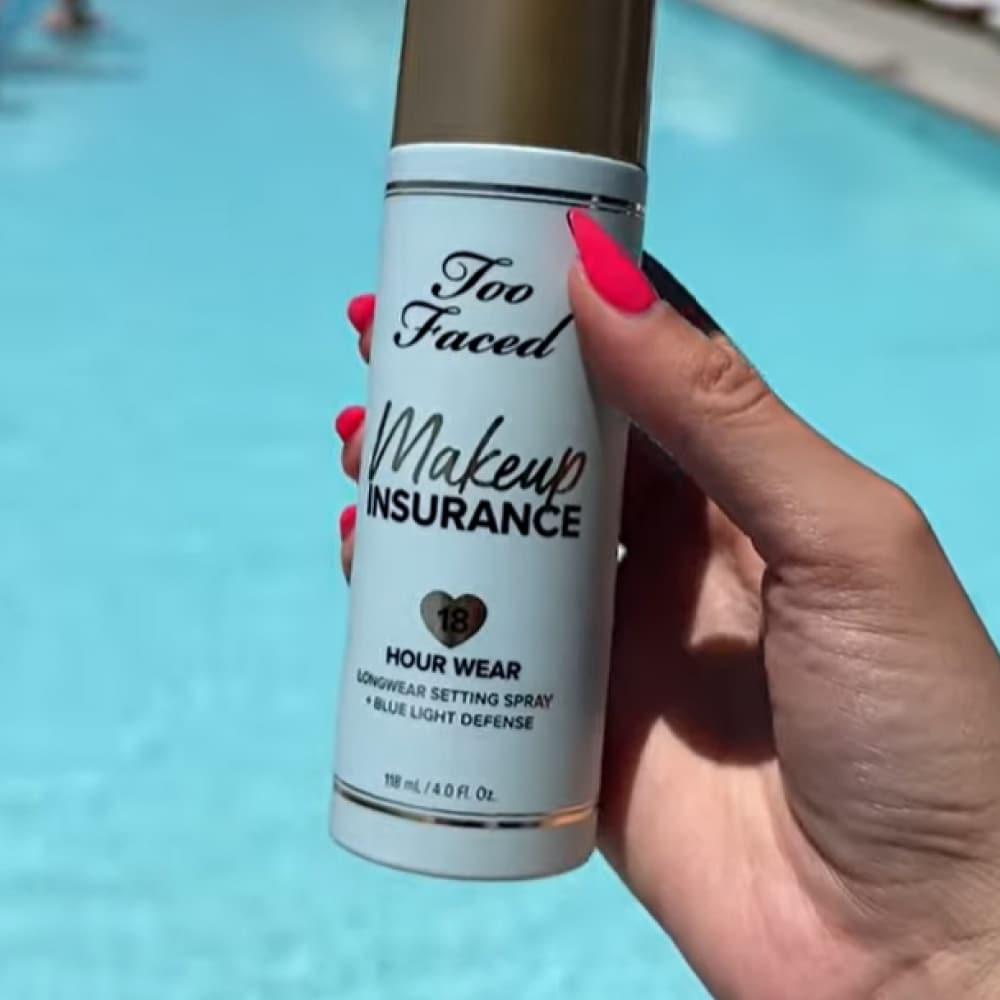 Too
Faced
Makeup
INSURANCE
18
HOUR WEAR
LONGWEAR SETTING SPRAY
+ BLUE LIGHT DEFENSE
118 mL / 4.0 Fl. Oz.